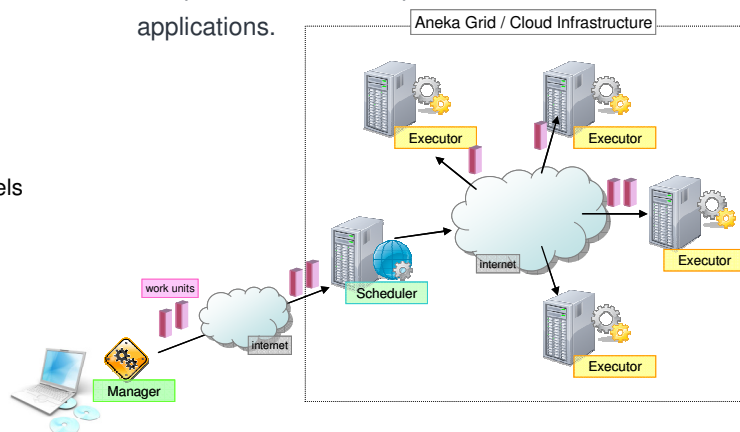 applications.
Aneka Grid / Cloud Infrastructure
Executor
Executor
els
Executor
internet
work units
Scheduler
internet
Executor
Manager